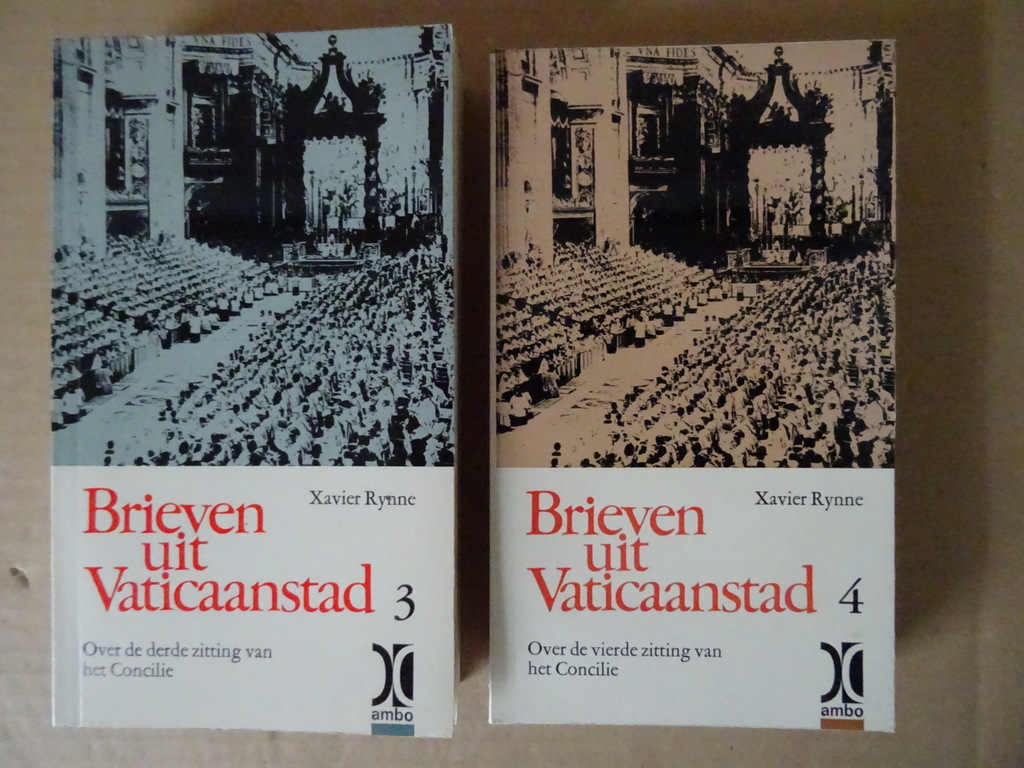 VNA FIDES
Xavier Rynne
Brieven
uit
Vaticaanstad 3
Over de derde zitting van
het Concilie
ambo
VNA FIDES
Xavier Rynne
Brieven
uit
Vaticaanstad 4
Over de vierde zitting van
het Concilie
ambo